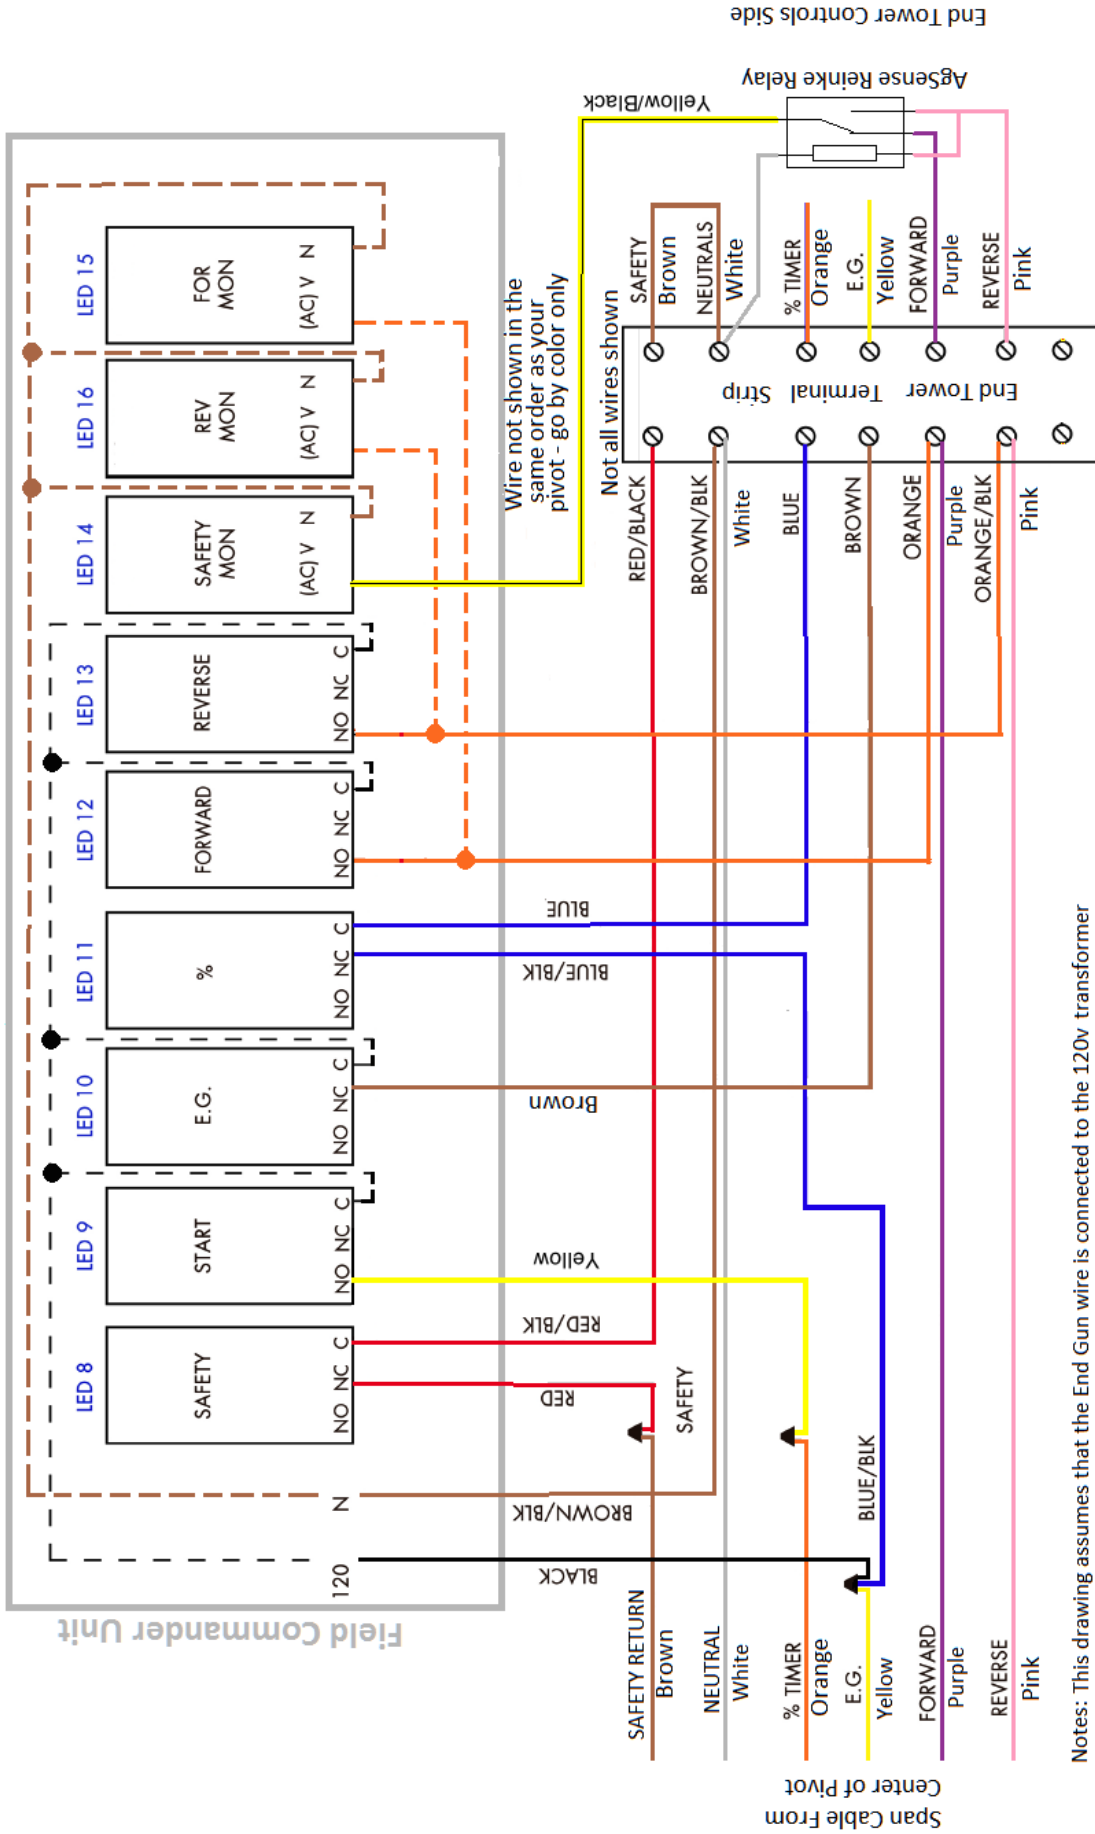 Field Commander Unit
120
N
LED 8
SAFETY
NO NC C
LED 9
START
NO NC C
LED 10
E.G.
NO NC C
LED 11
%
NO NC C
LED 12
FORWARD
NO NC C
LED 13
REVERSE
NO NC C
LED 14
SAFETY
MON
(AC) V N
LED 16
REV
MON
(AC) V N
LED 15
FOR
MON
(AC) V N
BLACK
BROWN/BLK
RED
RED/BLK
Yellow
Brown
BLUE/BLK
BLUE
Yellow/Black
Wire not shown in the
same order as your
pivot - go by color only
Not all wires shown
SAFETY
BLUE/BLK
Span Cable From
Center of Pivot
SAFETY RETURN
Brown
NEUTRAL
White
% TIMER
Orange
E.G.
Yellow
FORWARD
Purple
REVERSE
Pink
RED/BLACK
BROWN/BLK
White
BLUE
BROWN
ORANGE
Purple
ORANGE/BLK
Pink
End Tower
Terminal
Strip
SAFETY
Brown
NEUTRALS
White
% TIMER
Orange
E.G.
Yellow
FORWARD
Purple
REVERSE
Pink
AgSense Reinke Relay
End Tower Controls Side
Notes: This drawing assumes that the End Gun wire is connected to the 120v transformer